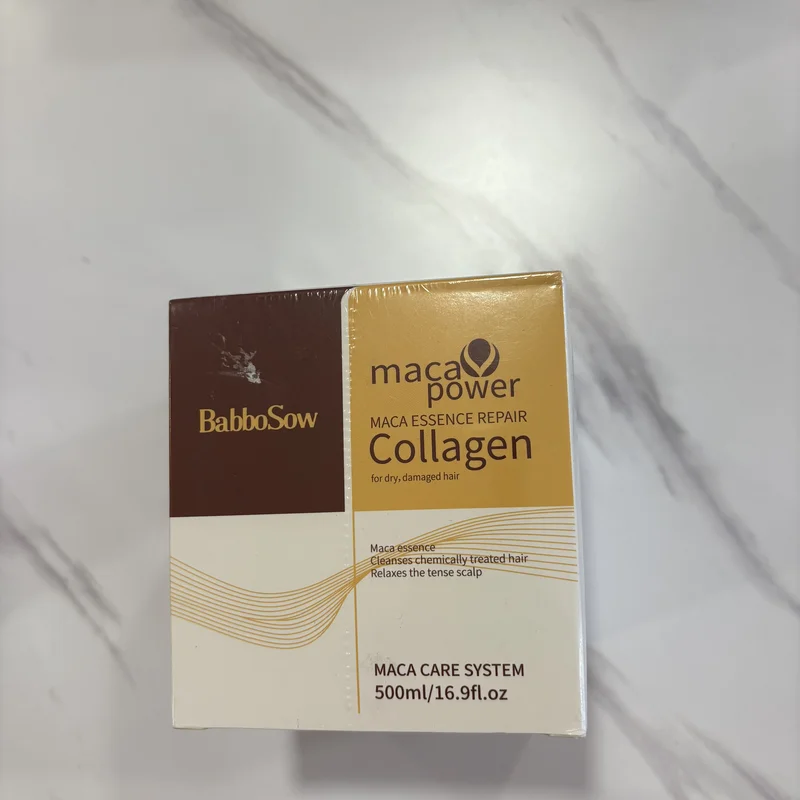 BabboSow
maca
power
MACA ESSENCE REPAIR
Collagen
for dry, damaged hair
Maca essence
Cleanses chemically treated hair
Relaxes the tense scalp
MACA CARE SYSTEM
500ml/16.9fl.oz